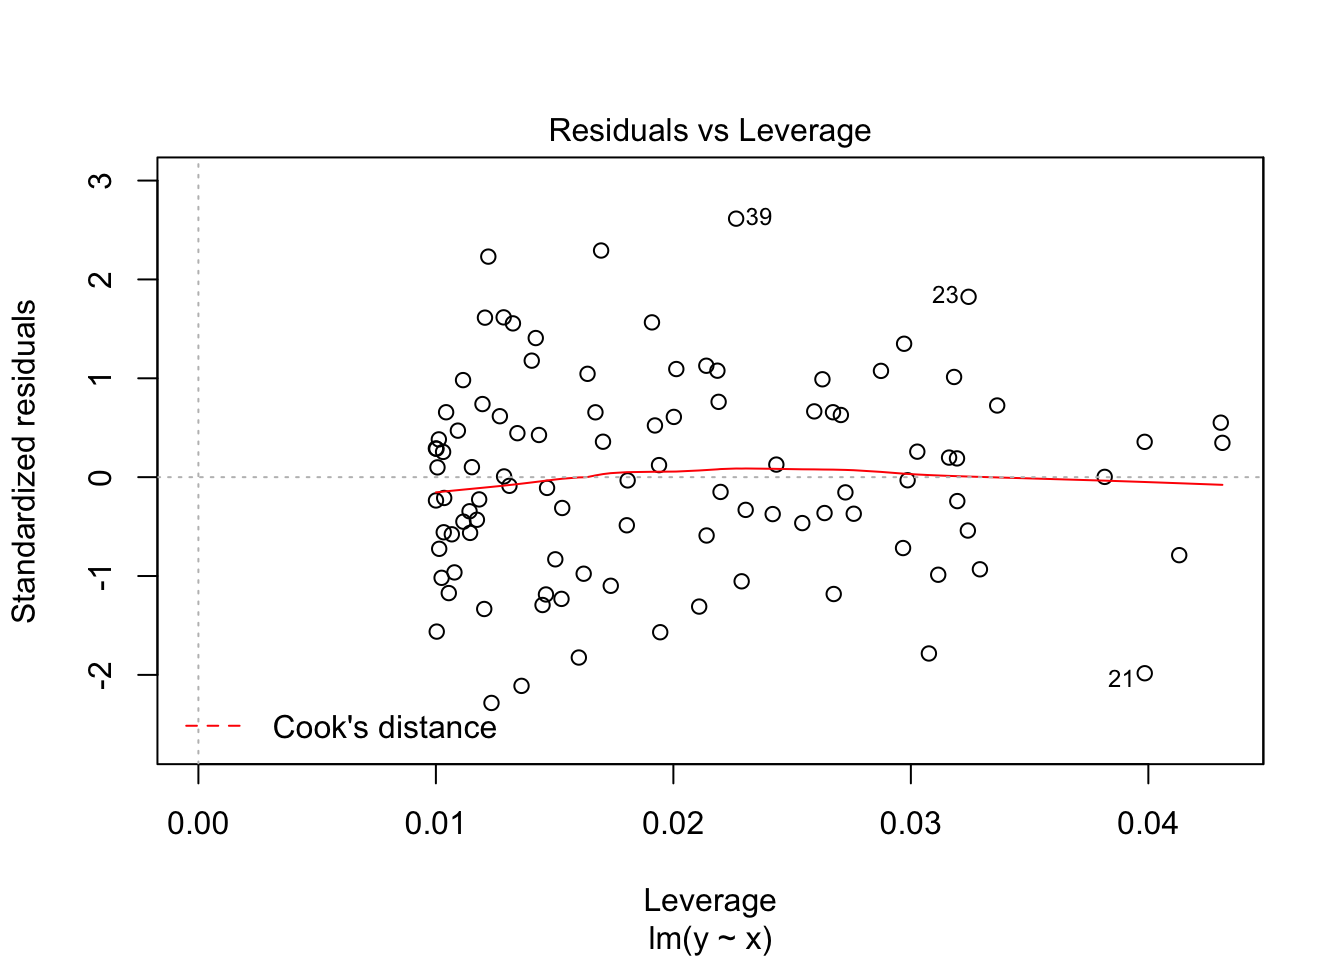 Residuals vs Leverage
3
2
1
0
-1
-2
Standardized residuals
39
23
21
Cook's distance
0.00 0.01 0.02 0.03 0.04
Leverage
lm(y ~ x)